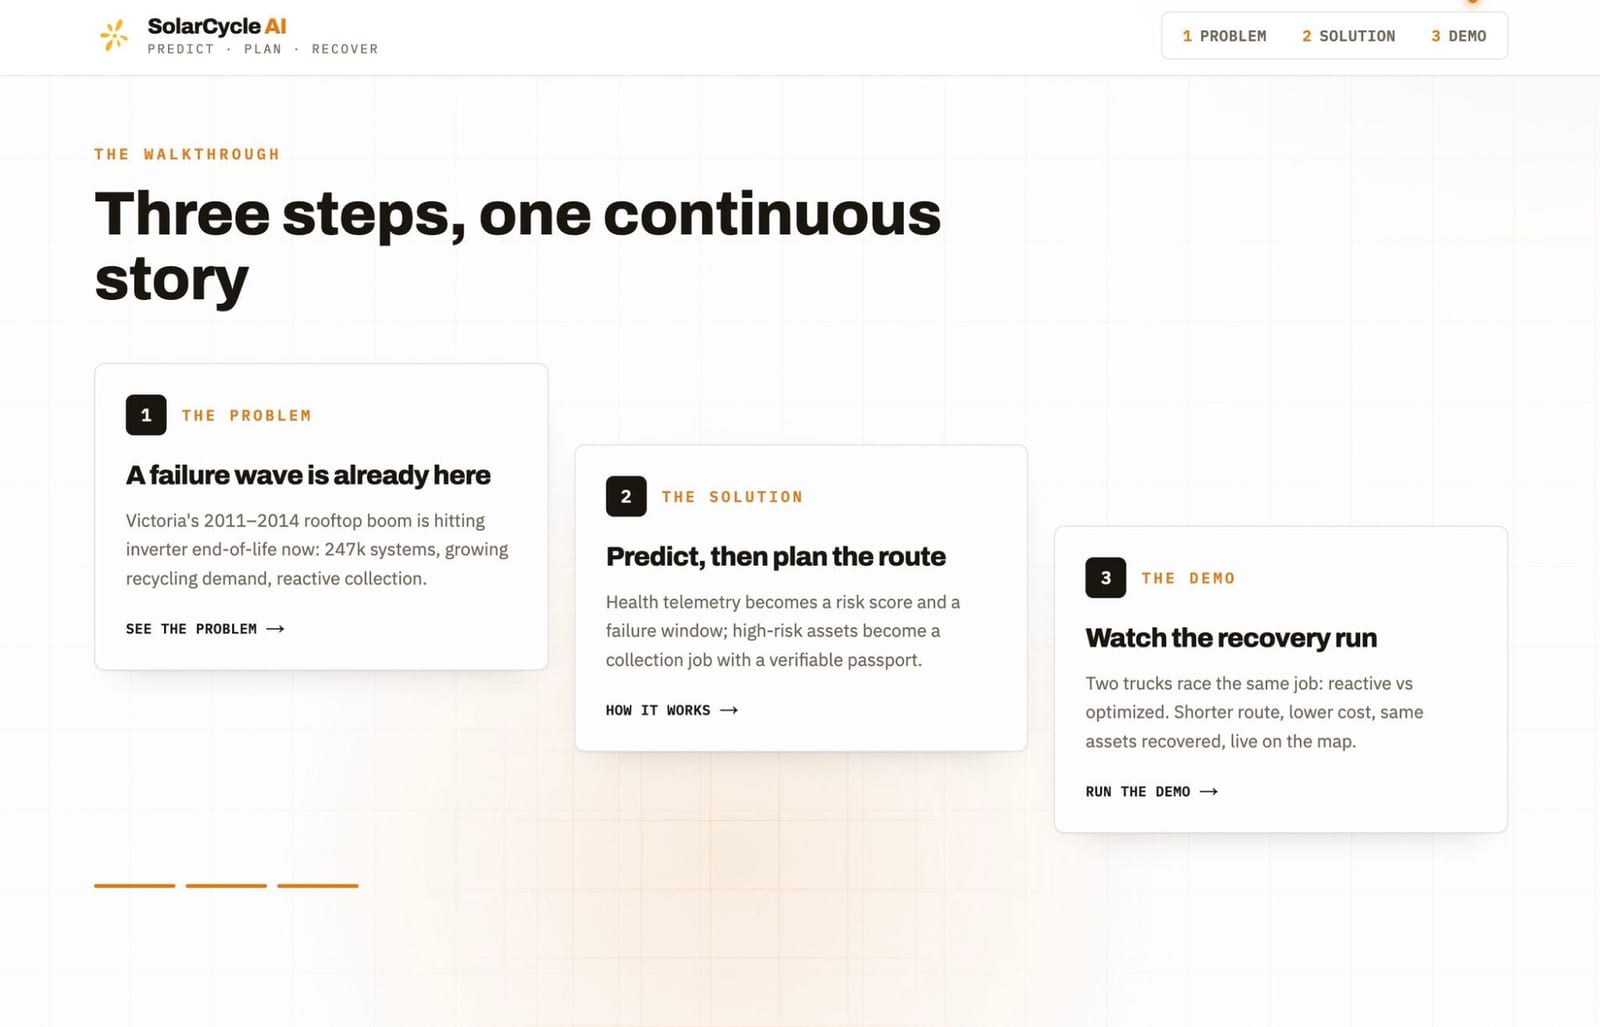 SolarCycle AI
PREDICT · PLAN · RECOVER
1 PROBLEM 2 SOLUTION 3 DEMO
THE WALKTHROUGH
Three steps, one continuous
story
1 THE PROBLEM
A failure wave is already here
Victoria's 2011–2014 rooftop boom is hitting
inverter end-of-life now: 247k systems, growing
recycling demand, reactive collection.
SEE THE PROBLEM →
2 THE SOLUTION
Predict, then plan the route
Health telemetry becomes a risk score and a
failure window; high-risk assets become a
collection job with a verifiable passport.
HOW IT WORKS →
3 THE DEMO
Watch the recovery run
Two trucks race the same job: reactive vs
optimized. Shorter route, lower cost, same
assets recovered, live on the map.
RUN THE DEMO →